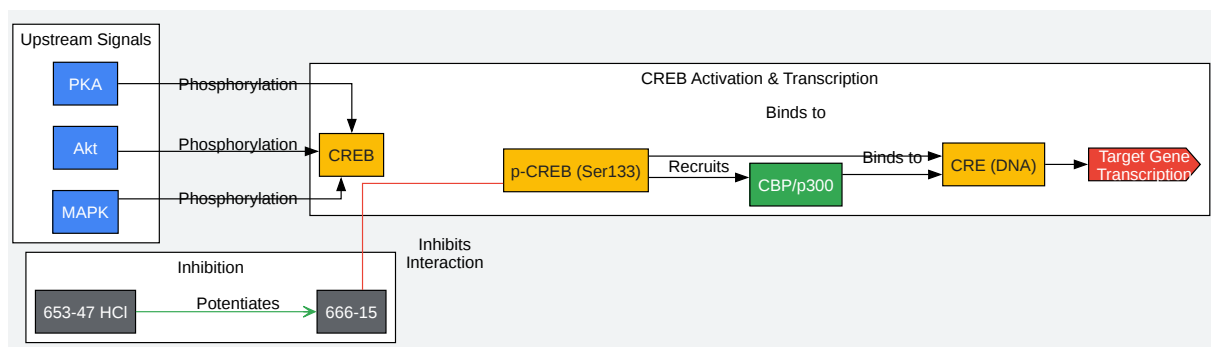 Upstream Signals
PKA
Akt
MAPK
Phosphorylation
Phosphorylation
Phosphorylation
CREB Activation & Transcription
CREB
p-CREB (Ser133)
Recruits
Binds to
CBP/p300
Binds to
CRE (DNA)
Target Gene
Transcription
Inhibits
Interaction
Inhibition
653-47 HCl
Potentiates
666-15